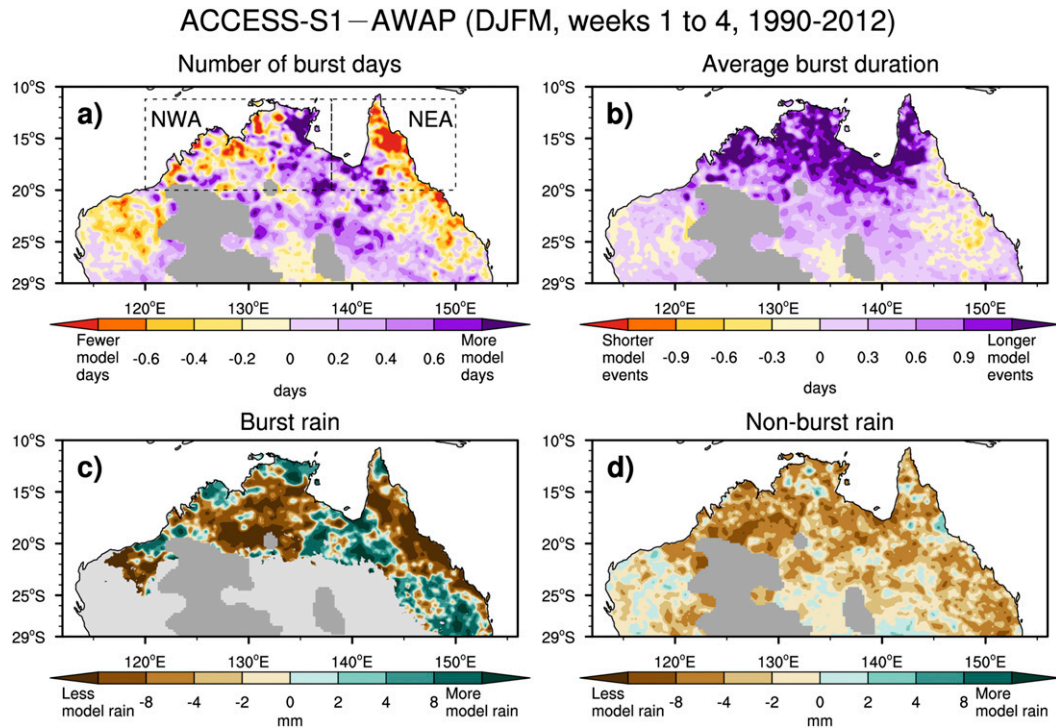 ACCESS-S1−AWAP (DJFM, weeks 1 to 4, 1990-2012)
Number of burst days
Average burst duration
10°S
15°S
20°S
25°S
29°S
a)
NWA
NEA
120°E 130°E 140°E 150°E
10°S
15°S
20°S
25°S
29°S
b)
120°E 130°E 140°E 150°E
Fewer
model
days
-0.6 -0.4 -0.2 0 0.2 0.4 0.6
More
model
days
days
Shorter
model
events
-0.9 -0.6 -0.3 0 0.3 0.6 0.9
Longer
model
events
days
Burst rain
Non-burst rain
10°S
15°S
20°S
25°S
29°S
c)
120°E 130°E 140°E 150°E
10°S
15°S
20°S
25°S
29°S
d)
120°E 130°E 140°E 150°E
Less
model rain
-8 -4 -2 0 2 4 8
More
model rain
mm
Less
model rain
-8 -4 -2 0 2 4 8
More
model rain
mm